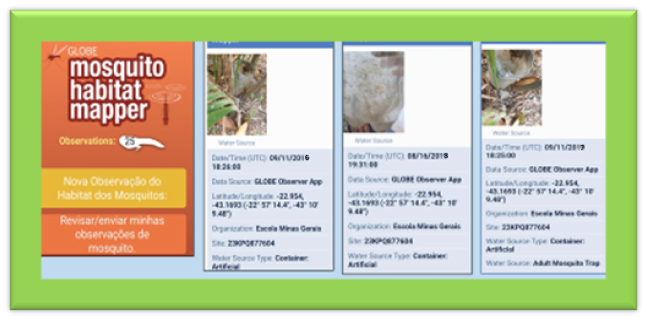 GLOBE
mosquito
habitat
mapper
Observations: 25
Nova Observação do
Habitat dos Mosquitos:
Revisar/enviar minhas
observações de
mosquito.
Water Source
Date/Time (UTC): 09/11/2016
18:26:00
Data Source: GLOBE Observer App
Latitude/Longitude: -22.954,
-43.1693 (-22° 57' 14.4", -43° 10'
9.48")
Organization: Escola Minas Gerais
Site: 23KPQ877604
Water Source Type: Container:
Artificial
Water Source
Date/Time (UTC): 08/16/2018
19:31:00
Data Source: GLOBE Observer App
Latitude/Longitude: -22.954,
-43.1693 (-22° 57' 14.4", -43° 10'
9.48")
Organization: Escola Minas Gerais
Site: 23KPQ877604
Water Source Type: Container:
Artificial
Water Source
Date/Time (UTC): 09/11/2019
18:25:00
Data Source: GLOBE Observer App
Latitude/Longitude: -22.954,
-43.1693 (-22° 57' 14.4", -43° 10'
9.48")
Organization: Escola Minas Gerais
Site: 23KPQ877604
Water Source Type: Container:
Artificial
Water Source: Adult Mosquito Trap